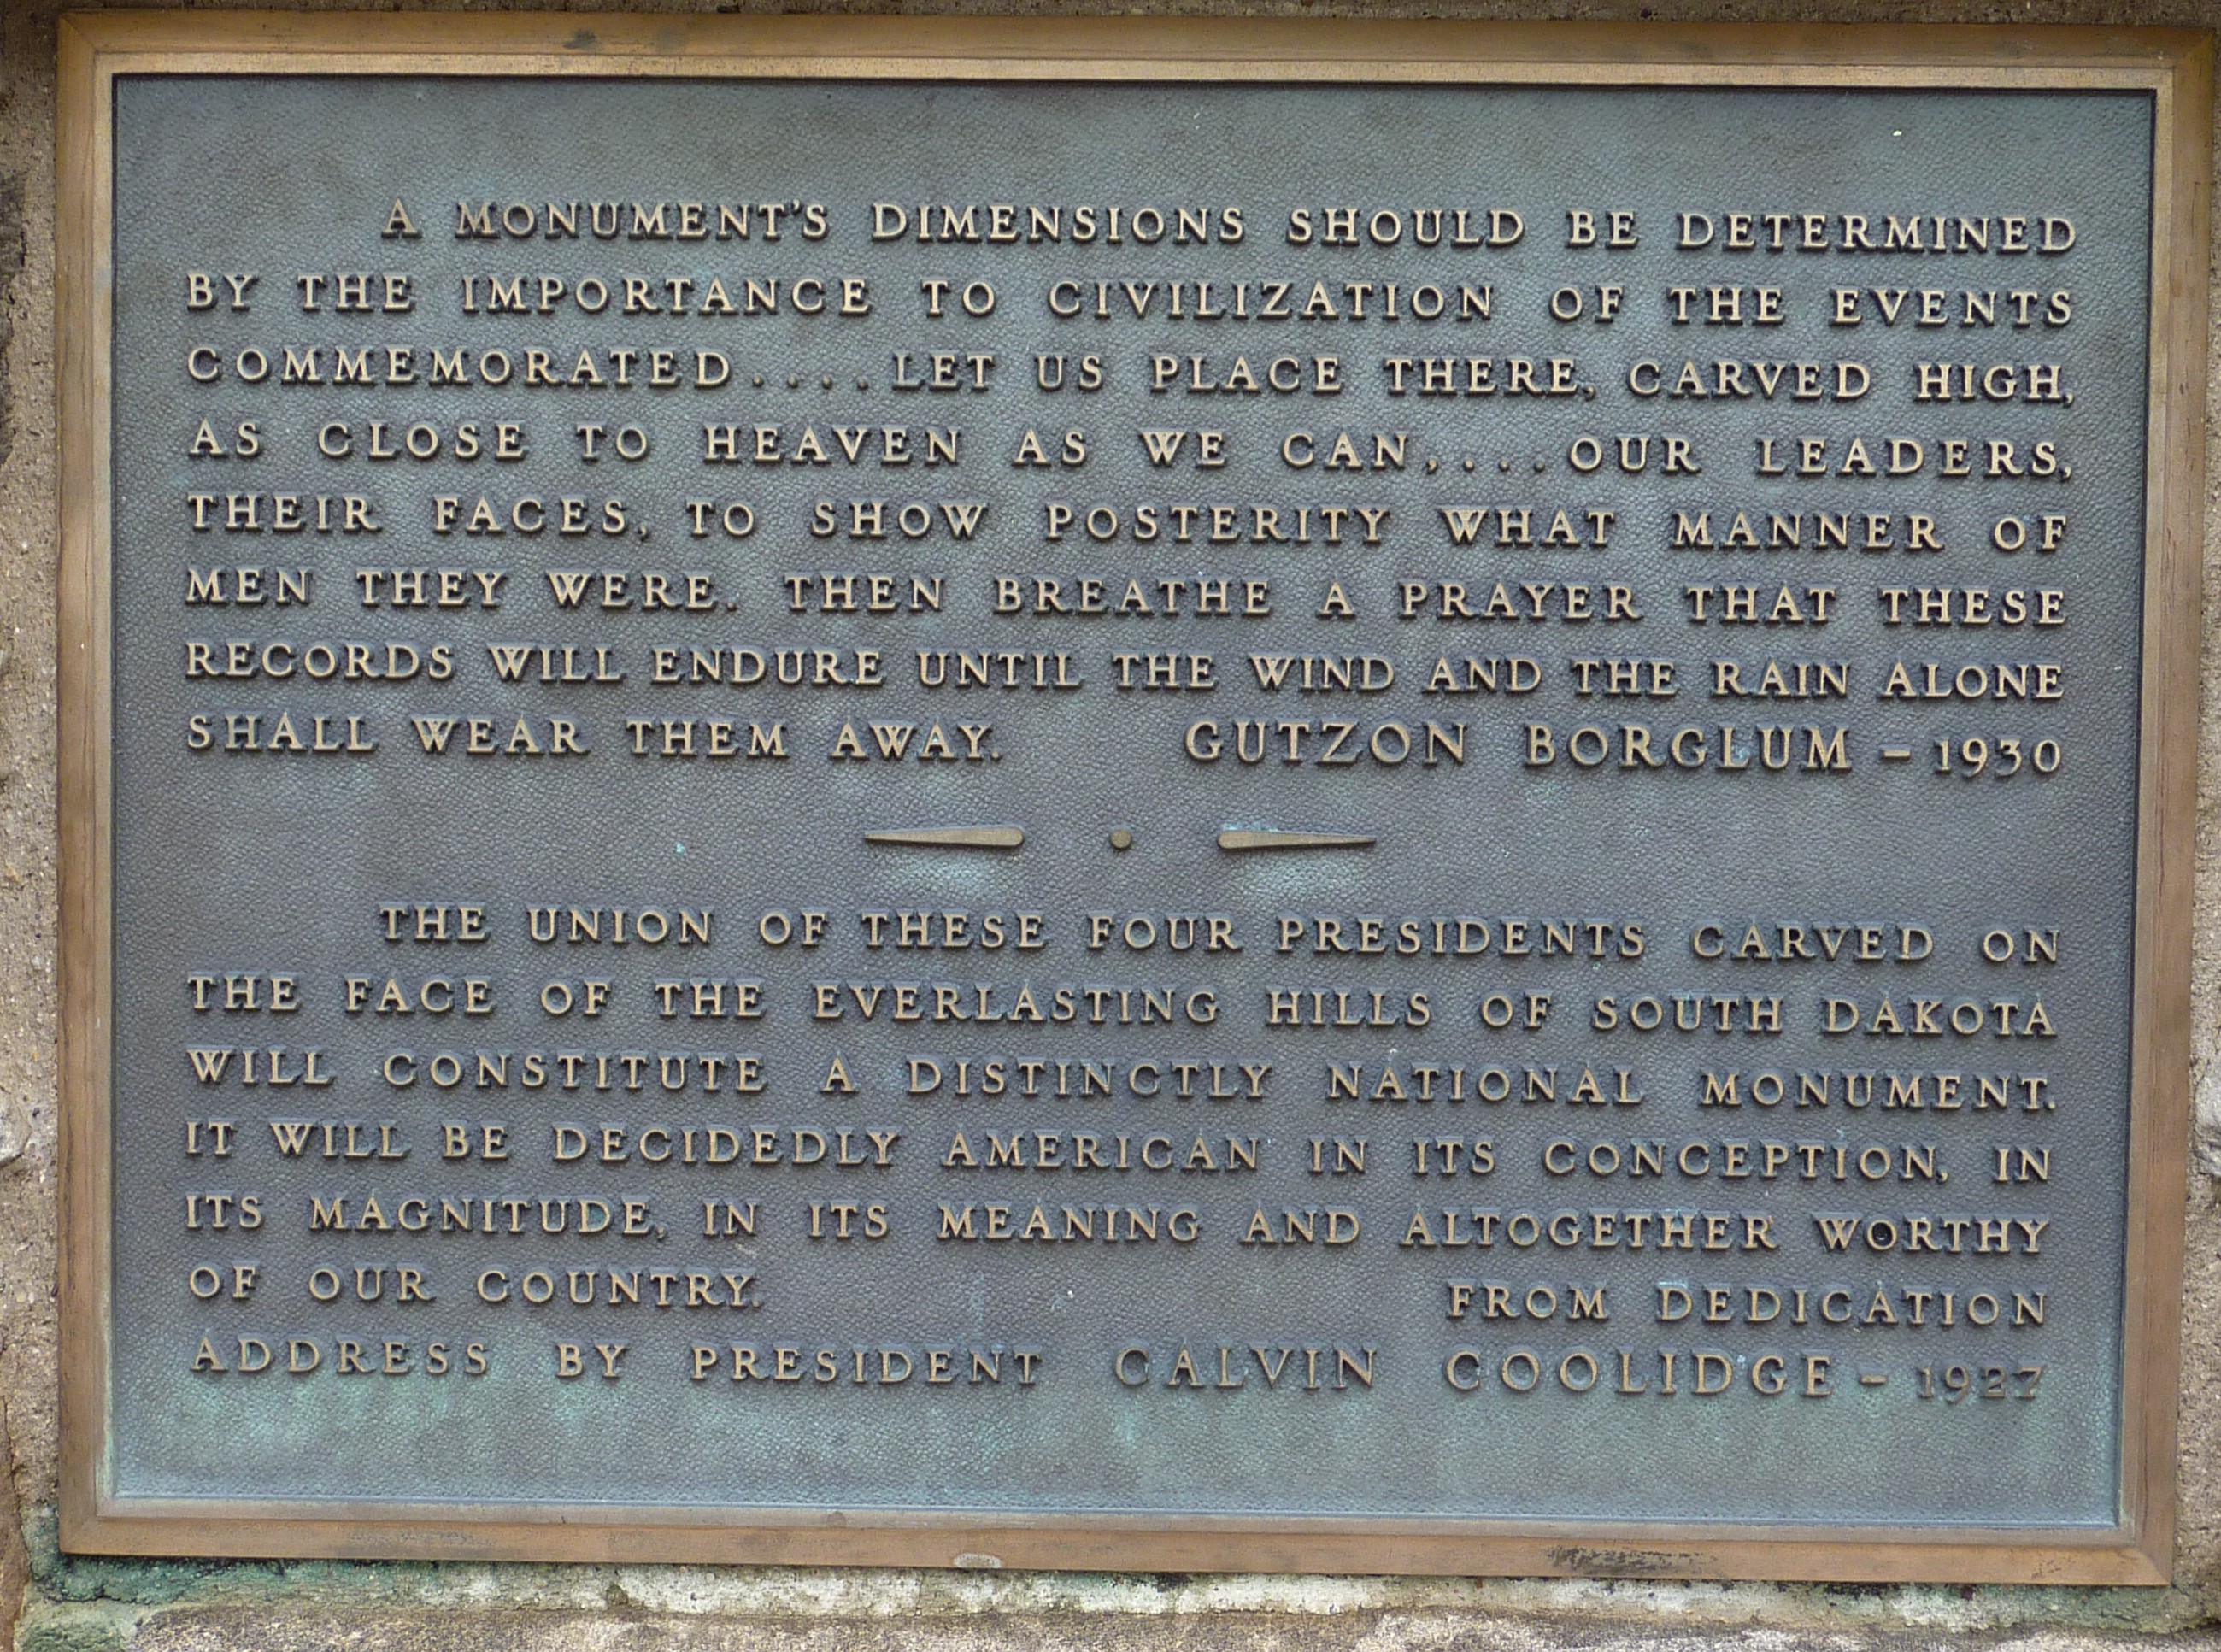 A MONUMENT'S DIMENSIONS SHOULD BE DETERMINED
BY THE IMPORTANCE TO CIVILIZATION OF THE EVENTS
COMMEMORATED.... LET US PLACE THERE, CARVED HIGH,
AS CLOSE TO HEAVEN AS WE CAN,....OUR LEADERS,
THEIR FACES, TO SHOW POSTERITY WHAT MANNER OF
MEN THEY WERE. THEN BREATHE A PRAYER THAT THESE
RECORDS WILL ENDURE UNTIL THE WIND AND THE RAIN ALONE
SHALL WEAR THEM AWAY. GUTZON BORGLUM – 1930
THE UNION OF THESE FOUR PRESIDENTS CARVED ON
THE FACE OF THE EVERLASTING HILLS OF SOUTH DAKOTA
WILL CONSTITUTE A DISTINCTLY NATIONAL MONUMENT.
IT WILL BE DECIDEDLY AMERICAN IN ITS CONCEPTION, IN
ITS MAGNITUDE, IN ITS MEANING AND ALTOGETHER WORTHY
OF OUR COUNTRY. FROM DEDICATION
ADDRESS BY PRESIDENT CALVIN COOLIDGE – 1927